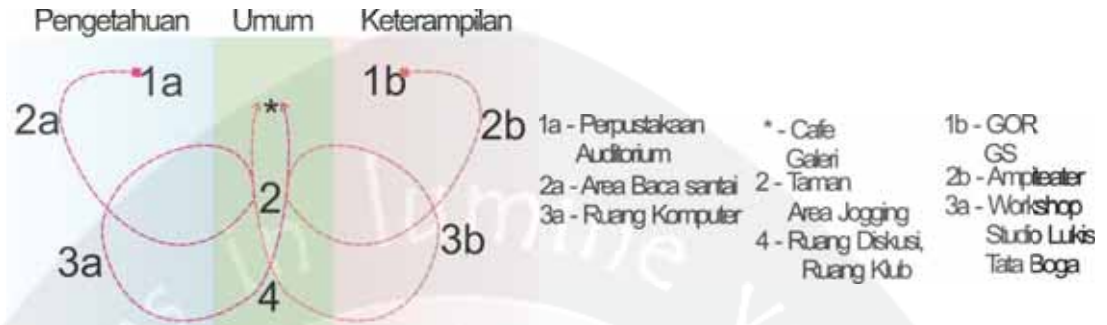 Pengetahuan Umum Keterampilan
1a
1b
*
2a
2b
2
3a
3b
4
1a - Perpustakaan
Auditorium
2a - Area Baca santai
3a - Ruang Komputer
* - Cafe
Galeri
2 - Taman
Area Jogging
4 - Ruang Diskusi,
Ruang Klub
1b - GOR
GS
2b - Ampiteater
3a - Workshop
Studio Lukis
Tata Boga
s in lumine